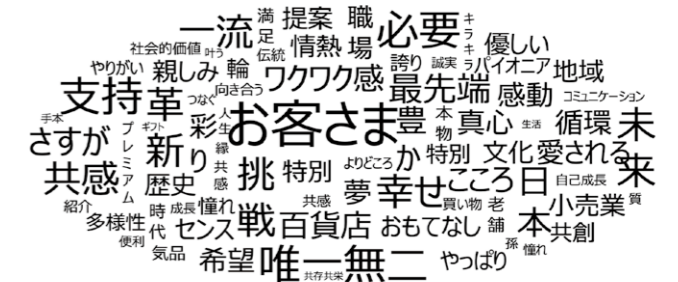 一流
満足
提案
職場
必要
キラキラ
優しい
社会的価値
叶う
伝統
情熱
誇り
パイオニア
地域
やりがい
親しみ
輪
ワクワク感
誠実
最先端
感動
コミュニケーション
支持
革新
つなぐ
向き合う
手本
さすが
プレミアム
ギフト
彩り
人生
縁
お客さま
豊か
本物
真心
生活
循環
未来
共感
歴史
共感
挑戦
特別
よりどころ
特別
文化
愛される
夢
幸せ
こころ
日本
自己成長
質
紹介
多様性
時代
成長
憧れ
共感
買い物
老舗
小売業
便利
センス
百貨店
おもてなし
共創
気品
希望
唯一無二
共存共栄
やっぱり
孫
憧れ